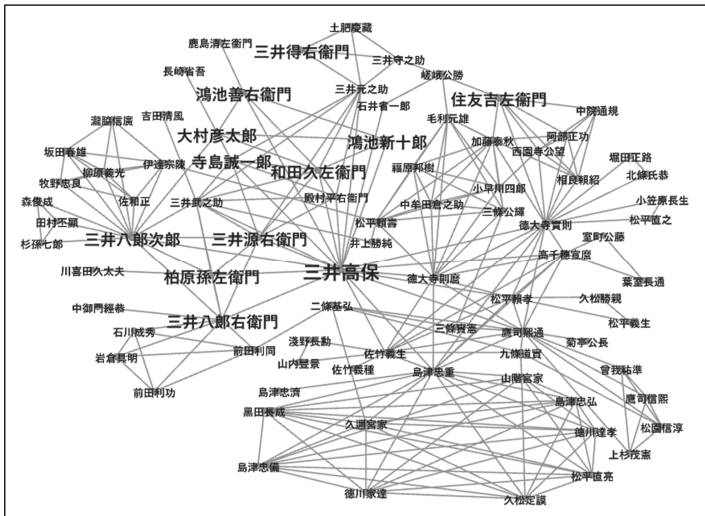 土肥慶蔵
鹿島清左衞門
三井得右衞門
三井守之助
長崎省吾
三井元之助
嵯峨公勝
鴻池善右衞門
石井省一郎
住友吉左衞門
吉田清風
毛利元雄
中院通規
瀧脇信廣
大村彦太郎
鴻池新十郎
加藤泰秋
阿部正功
坂田春雄
伊達宗陳
寺島誠一郎
西園寺公望
堀田正路
柳原義光
和田久左衞門
福原邦樹
相良頼紹
北條氏恭
牧野忠良
小早川四郎
森俊成
佐和正
三井武之助
殿村平右衞門
中牟田倉之助
三條公輝
小笠原長生
田村丕顯
松平頼壽
德大寺實則
松平直之
杉孫七郎
三井八郎次郎
三井源右衞門
井上勝純
室町公藤
高千穂宣麿
川喜田久太夫
柏原孫左衞門
三井高保
德大寺則麿
葉室長通
中御門經恭
二條基弘
松平頼孝
久松勝親
石川成秀
三井八郎右衞門
三條實憲
鷹司熙通
松平義生
岩倉具明
前田利同
淺野長勳
佐竹義生
九條道實
菊亭公長
山内豐景
佐竹義種
島津忠重
山階宮家
曾我祐準
前田利功
島津忠濟
島津忠弘
鷹司信熙
黑田長成
久邇宮家
德川達孝
松園信淳
上杉茂憲
島津忠備
松平直亮
德川家達
久松定謨